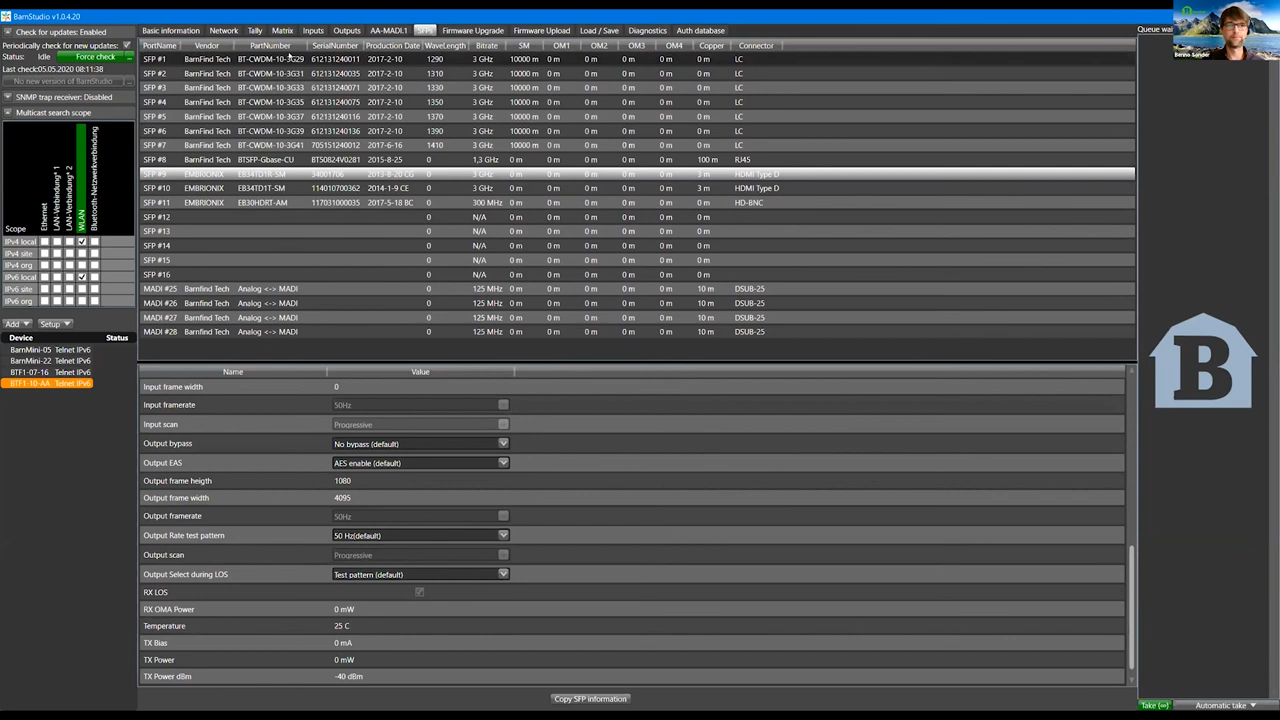 BarnStudio v1.0.4.20
Check for updates: Enabled
Periodically check for new updates:
Status: Idle Force check ...
No new version of BarnStudio ...
Last check:05.05.2020 08:11:38
SNMP trap receiver: Disabled
Multicast search scope
Scope Ethernet LAN-Verbindung* 1 LAN-Verbindung* 2 WLAN Bluetooth-Netzwerkverbindung
IPv4 local
IPv4 site
IPv4 org
IPv6 local
IPv6 site
IPv6 org
Add Setup
Device Status
BarnMini-05 Telnet IPv6
BarnMini-22 Telnet IPv6
BTF1-07-16 Telnet IPv6
BTF1-10-AA Telnet IPv6
Basic information Network Tally Matrix Inputs Outputs AA-MADI.1 SFPs Firmware Upgrade Firmware Upload Load / Save Diagnostics Auth database
PortName Vendor PartNumber SerialNumber Production Date WaveLength Bitrate SM OM1 OM2 OM3 OM4 Copper Connector
SFP #1 BarnFind Tech BT-CWDM-10-3G29 612131240011 2017-2-10 1290 3 GHz 10000 m 0 m 0 m 0 m 0 m 0 m LC
SFP #2 BarnFind Tech BT-CWDM-10-3G31 612131240034 2017-2-10 1310 3 GHz 10000 m 0 m 0 m 0 m 0 m 0 m LC
SFP #3 BarnFind Tech BT-CWDM-10-3G33 612131240071 2017-2-10 1330 3 GHz 10000 m 0 m 0 m 0 m 0 m 0 m LC
SFP #4 BarnFind Tech BT-CWDM-10-3G35 612131240075 2017-2-10 1350 3 GHz 10000 m 0 m 0 m 0 m 0 m 0 m LC
SFP #5 BarnFind Tech BT-CWDM-10-3G37 612131240116 2017-2-10 1370 3 GHz 10000 m 0 m 0 m 0 m 0 m 0 m LC
SFP #6 BarnFind Tech BT-CWDM-10-3G39 612131240136 2017-2-10 1390 3 GHz 10000 m 0 m 0 m 0 m 0 m 0 m LC
SFP #7 BarnFind Tech BT-CWDM-10-3G41 705151240012 2017-6-16 1410 3 GHz 10000 m 0 m 0 m 0 m 0 m 0 m LC
SFP #8 BarnFind Tech BTSFP-Gbase-CU BTS0824V0281 2015-8-25 0 1,3 GHz 0 m 0 m 0 m 0 m 0 m 100 m RJ45
SFP #9 EMBRIONIX EB34TD1R-SM 34001706 2013-8-20 CG 0 3 GHz 0 m 0 m 0 m 0 m 0 m 3 m HDMI Type D
SFP #10 EMBRIONIX EB34TD1T-SM 114010700362 2014-1-9 CE 0 3 GHz 0 m 0 m 0 m 0 m 0 m 3 m HDMI Type D
SFP #11 EMBRIONIX EB30HDRT-AM 117031000035 2017-5-18 BC 0 300 MHz 0 m 0 m 0 m 0 m 0 m 0 m HD-BNC
SFP #12 0 N/A 0 m 0 m 0 m 0 m 0 m 0 m
SFP #13 0 N/A 0 m 0 m 0 m 0 m 0 m 0 m
SFP #14 0 N/A 0 m 0 m 0 m 0 m 0 m 0 m
SFP #15 0 N/A 0 m 0 m 0 m 0 m 0 m 0 m
SFP #16 0 N/A 0 m 0 m 0 m 0 m 0 m 0 m
MADI #25 Barnfind Tech Analog <-> MADI 0 125 MHz 0 m 0 m 0 m 0 m 0 m 10 m DSUB-25
MADI #26 Barnfind Tech Analog <-> MADI 0 125 MHz 0 m 0 m 0 m 0 m 0 m 10 m DSUB-25
MADI #27 Barnfind Tech Analog <-> MADI 0 125 MHz 0 m 0 m 0 m 0 m 0 m 10 m DSUB-25
MADI #28 Barnfind Tech Analog <-> MADI 0 125 MHz 0 m 0 m 0 m 0 m 0 m 10 m DSUB-25
Name Value
Input frame width 0
Input framerate 50Hz
Input scan Progressive
Output bypass No bypass (default)
Output EAS AES enable (default)
Output frame heigth 1080
Output frame width 4095
Output framerate 50Hz
Output Rate test pattern 50 Hz(default)
Output scan Progressive
Output Select during LOS Test pattern (default)
RX LOS
RX OMA Power 0 mW
Temperature 25 C
TX Bias 0 mA
TX Power 0 mW
TX Power dBm -40 dBm
Copy SFP information
Queue wai
B
Take (∞) Automatic take